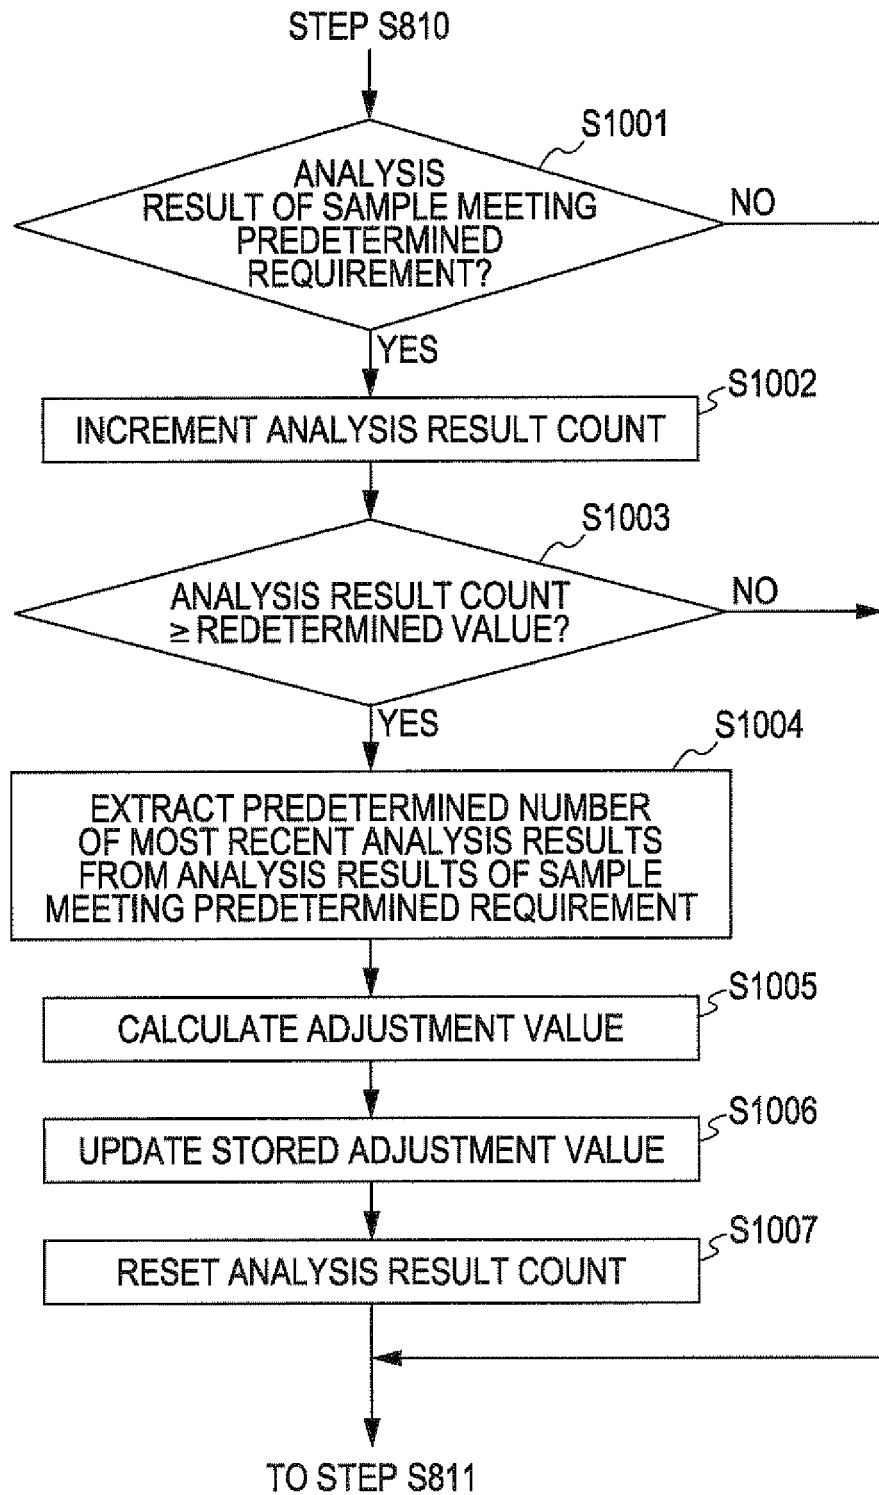 STEP S810
S1001
ANALYSIS
RESULT OF SAMPLE MEETING
PREDETERMINED
REQUIREMENT?
NO
YES
S1002
INCREMENT ANALYSIS RESULT COUNT
S1003
ANALYSIS RESULT COUNT
≥ REDETERMINED VALUE?
NO
YES
S1004
EXTRACT PREDETERMINED NUMBER
OF MOST RECENT ANALYSIS RESULTS
FROM ANALYSIS RESULTS OF SAMPLE
MEETING PREDETERMINED REQUIREMENT
S1005
CALCULATE ADJUSTMENT VALUE
S1006
UPDATE STORED ADJUSTMENT VALUE
S1007
RESET ANALYSIS RESULT COUNT
TO STEP S811